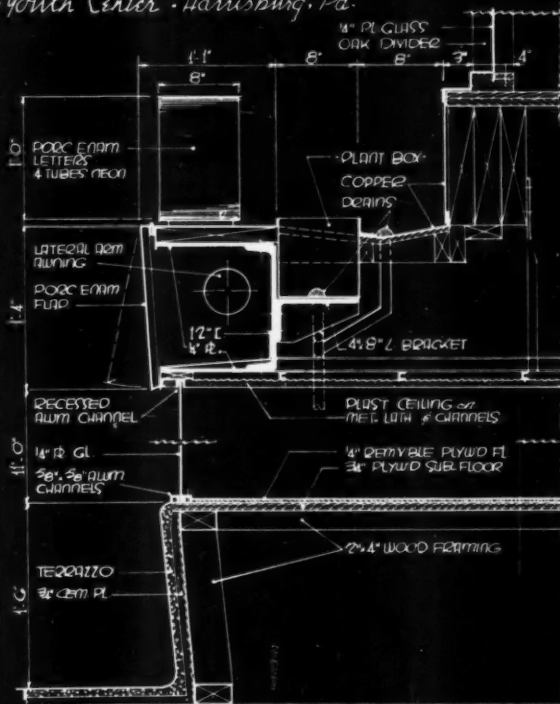 Youth Center · Harrisburg, Pa.
1/4" PL GLASS
OAK DIVIDER
1'-1"
8"
8"
3"
4"
8"
PORC ENAM
LETTERS
4 TUBES NEON
1'-0"
PLANT BOX
COPPER
DRAINS
LATERAL ARM
AWNING
PORC ENAM
FLAP
1'-4"
1/4" PL
4"x8" L BRACKET
RECESSED
ALUM CHANNEL
PLAST CEILING on
MET. LATH & CHANNELS
11'-0"
1/4" PL GL.
5/8"x5/8" ALUM
CHANNELS
1/4" REMVBLE PLYWD FL
3/4" PLYWD SUB FLOOR
2"x4" WOOD FRAMING
TERRAZZO
3/4" CEM. PL
1'-6"